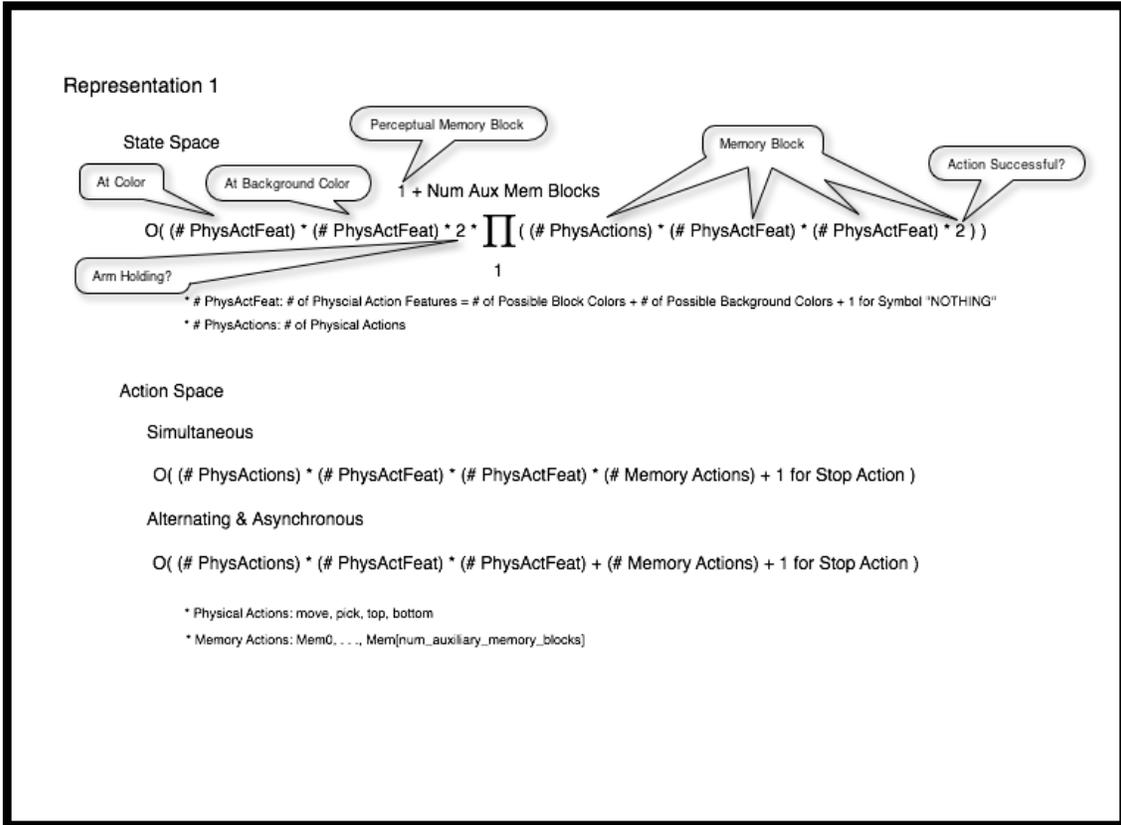 Representation 1
Perceptual Memory Block
State Space
Memory Block
Action Successful?
At Color
At Background Color
1 + Num Aux Mem Blocks
O( (# PhysActFeat) * (# PhysActFeat) * 2 * ∏ ( (# PhysActions) * (# PhysActFeat) * (# PhysActFeat) * 2 ) )
1
Arm Holding?
* # PhysActFeat: # of Physcial Action Features = # of Possible Block Colors + # of Possible Background Colors + 1 for Symbol "NOTHING"
* # PhysActions: # of Physical Actions
Action Space
Simultaneous
O( (# PhysActions) * (# PhysActFeat) * (# PhysActFeat) * (# Memory Actions) + 1 for Stop Action )
Alternating & Asynchronous
O( (# PhysActions) * (# PhysActFeat) * (# PhysActFeat) + (# Memory Actions) + 1 for Stop Action )
* Physical Actions: move, pick, top, bottom
* Memory Actions: Mem0, . . ., Mem[num_auxiliary_memory_blocks]